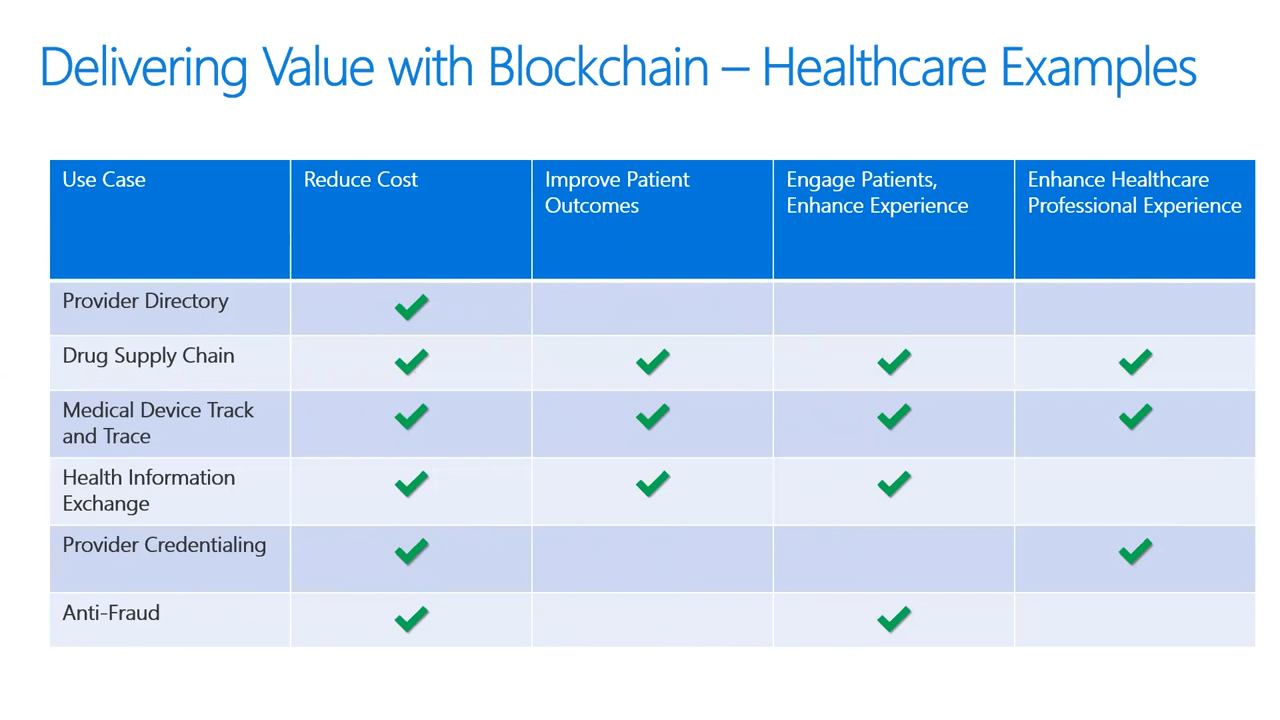 Delivering Value with Blockchain – Healthcare Examples
Use Case
Reduce Cost
Improve Patient
Outcomes
Engage Patients,
Enhance Experience
Enhance Healthcare
Professional Experience
Provider Directory
Drug Supply Chain
Medical Device Track
and Trace
Health Information
Exchange
Provider Credentialing
Anti-Fraud